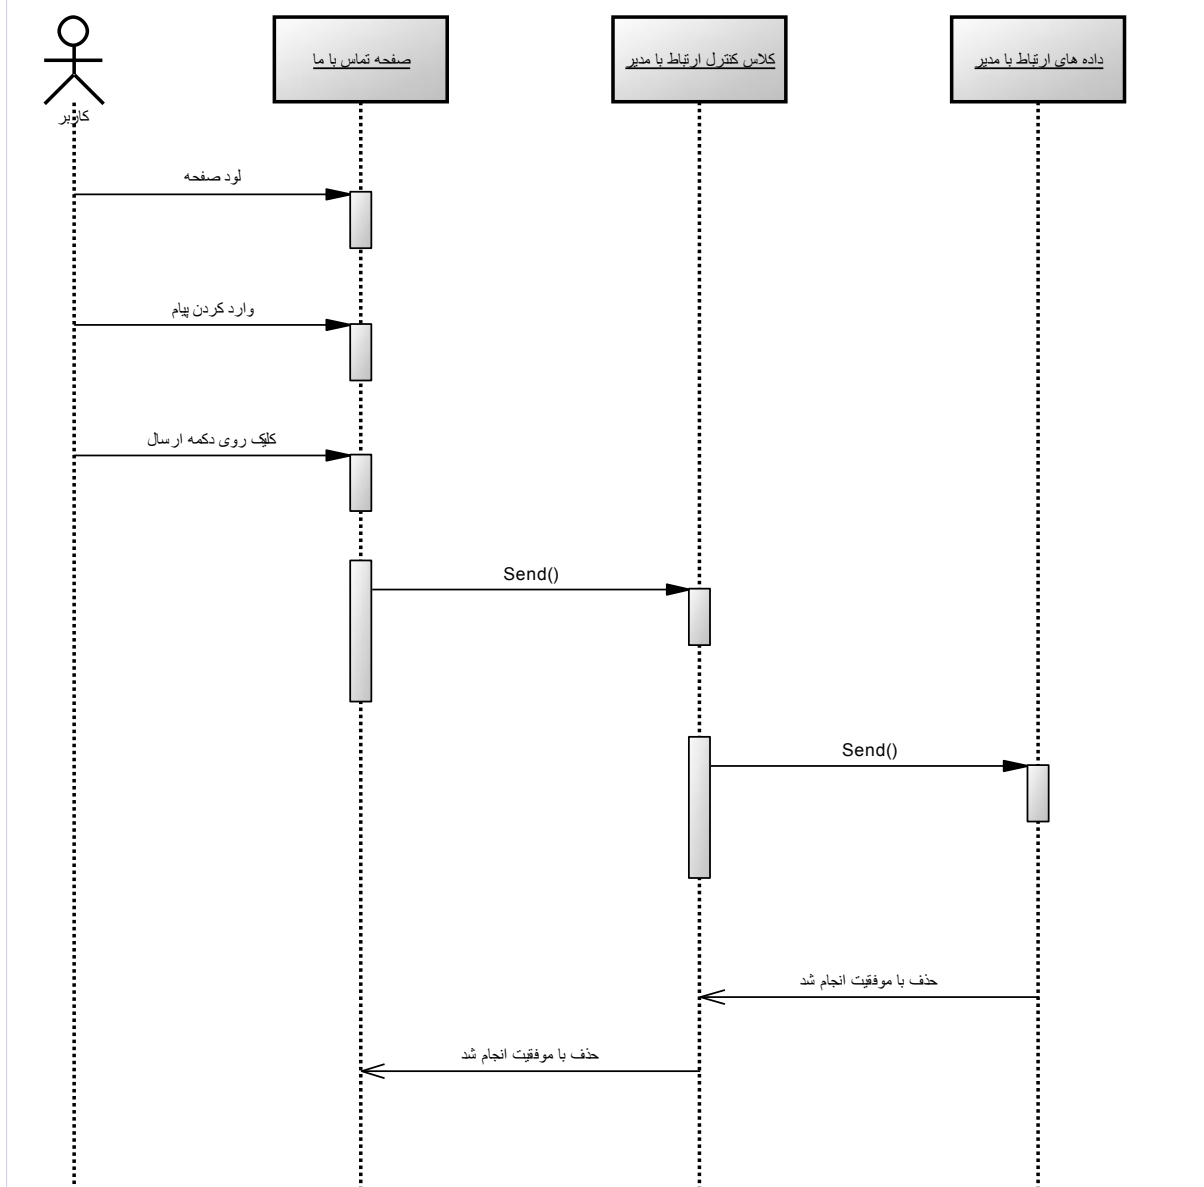 صفحه تماس با ما
کلاس کنترل ارتباط با مدیر
داده های ارتباط با مدیر
کاربر
لود صفحه
وارد کردن پیام
کلیک روی دکمه ارسال
Send()
Send()
حذف با موفقیت انجام شد
حذف با موفقیت انجام شد